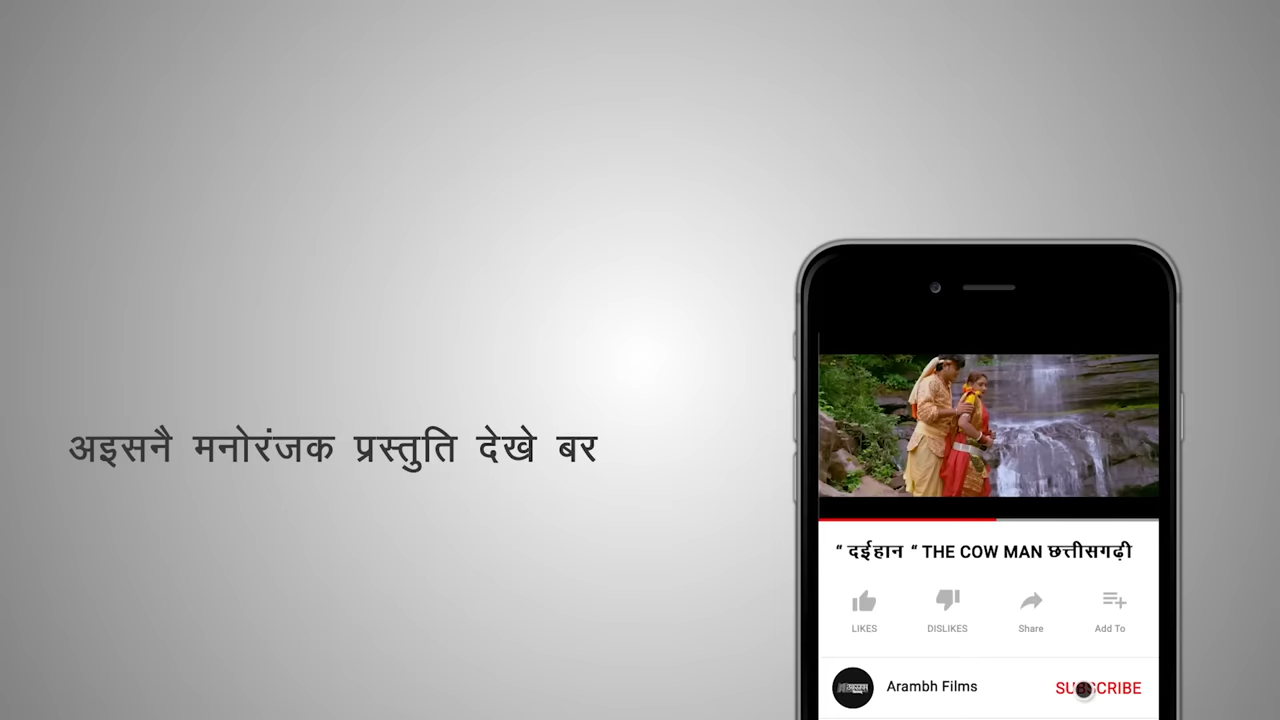 अइसनै मनोरंजक प्रस्तुति देखे बर
“ दईहान “ THE COW MAN छत्तीसगढ़ी
LIKES DISLIKES Share Add To
Arambh Films SUBSCRIBE